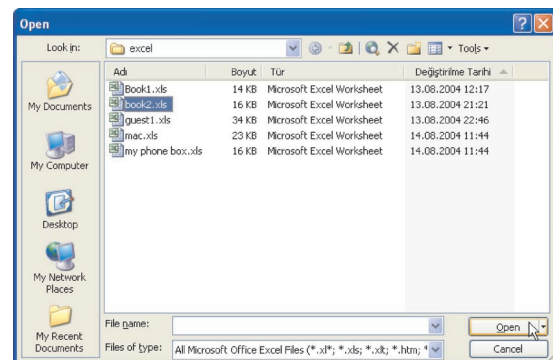 Open
Look in: excel Tools
Adı Boyut Tür Değiştirilme Tarihi
Book1.xls 14 KB Microsoft Excel Worksheet 13.08.2004 12:17
book2.xls 16 KB Microsoft Excel Worksheet 13.08.2004 21:21
guest1.xls 34 KB Microsoft Excel Worksheet 13.08.2004 22:46
mac.xls 23 KB Microsoft Excel Worksheet 14.08.2004 11:44
my phone box.xls 16 KB Microsoft Excel Worksheet 14.08.2004 11:44
My Documents
My Computer
Desktop
My Network
Places
My Recent
Documents
File name: Open
Files of type: All Microsoft Office Excel Files (*.xl*; *.xls; *.xlt; *.htm; * Cancel